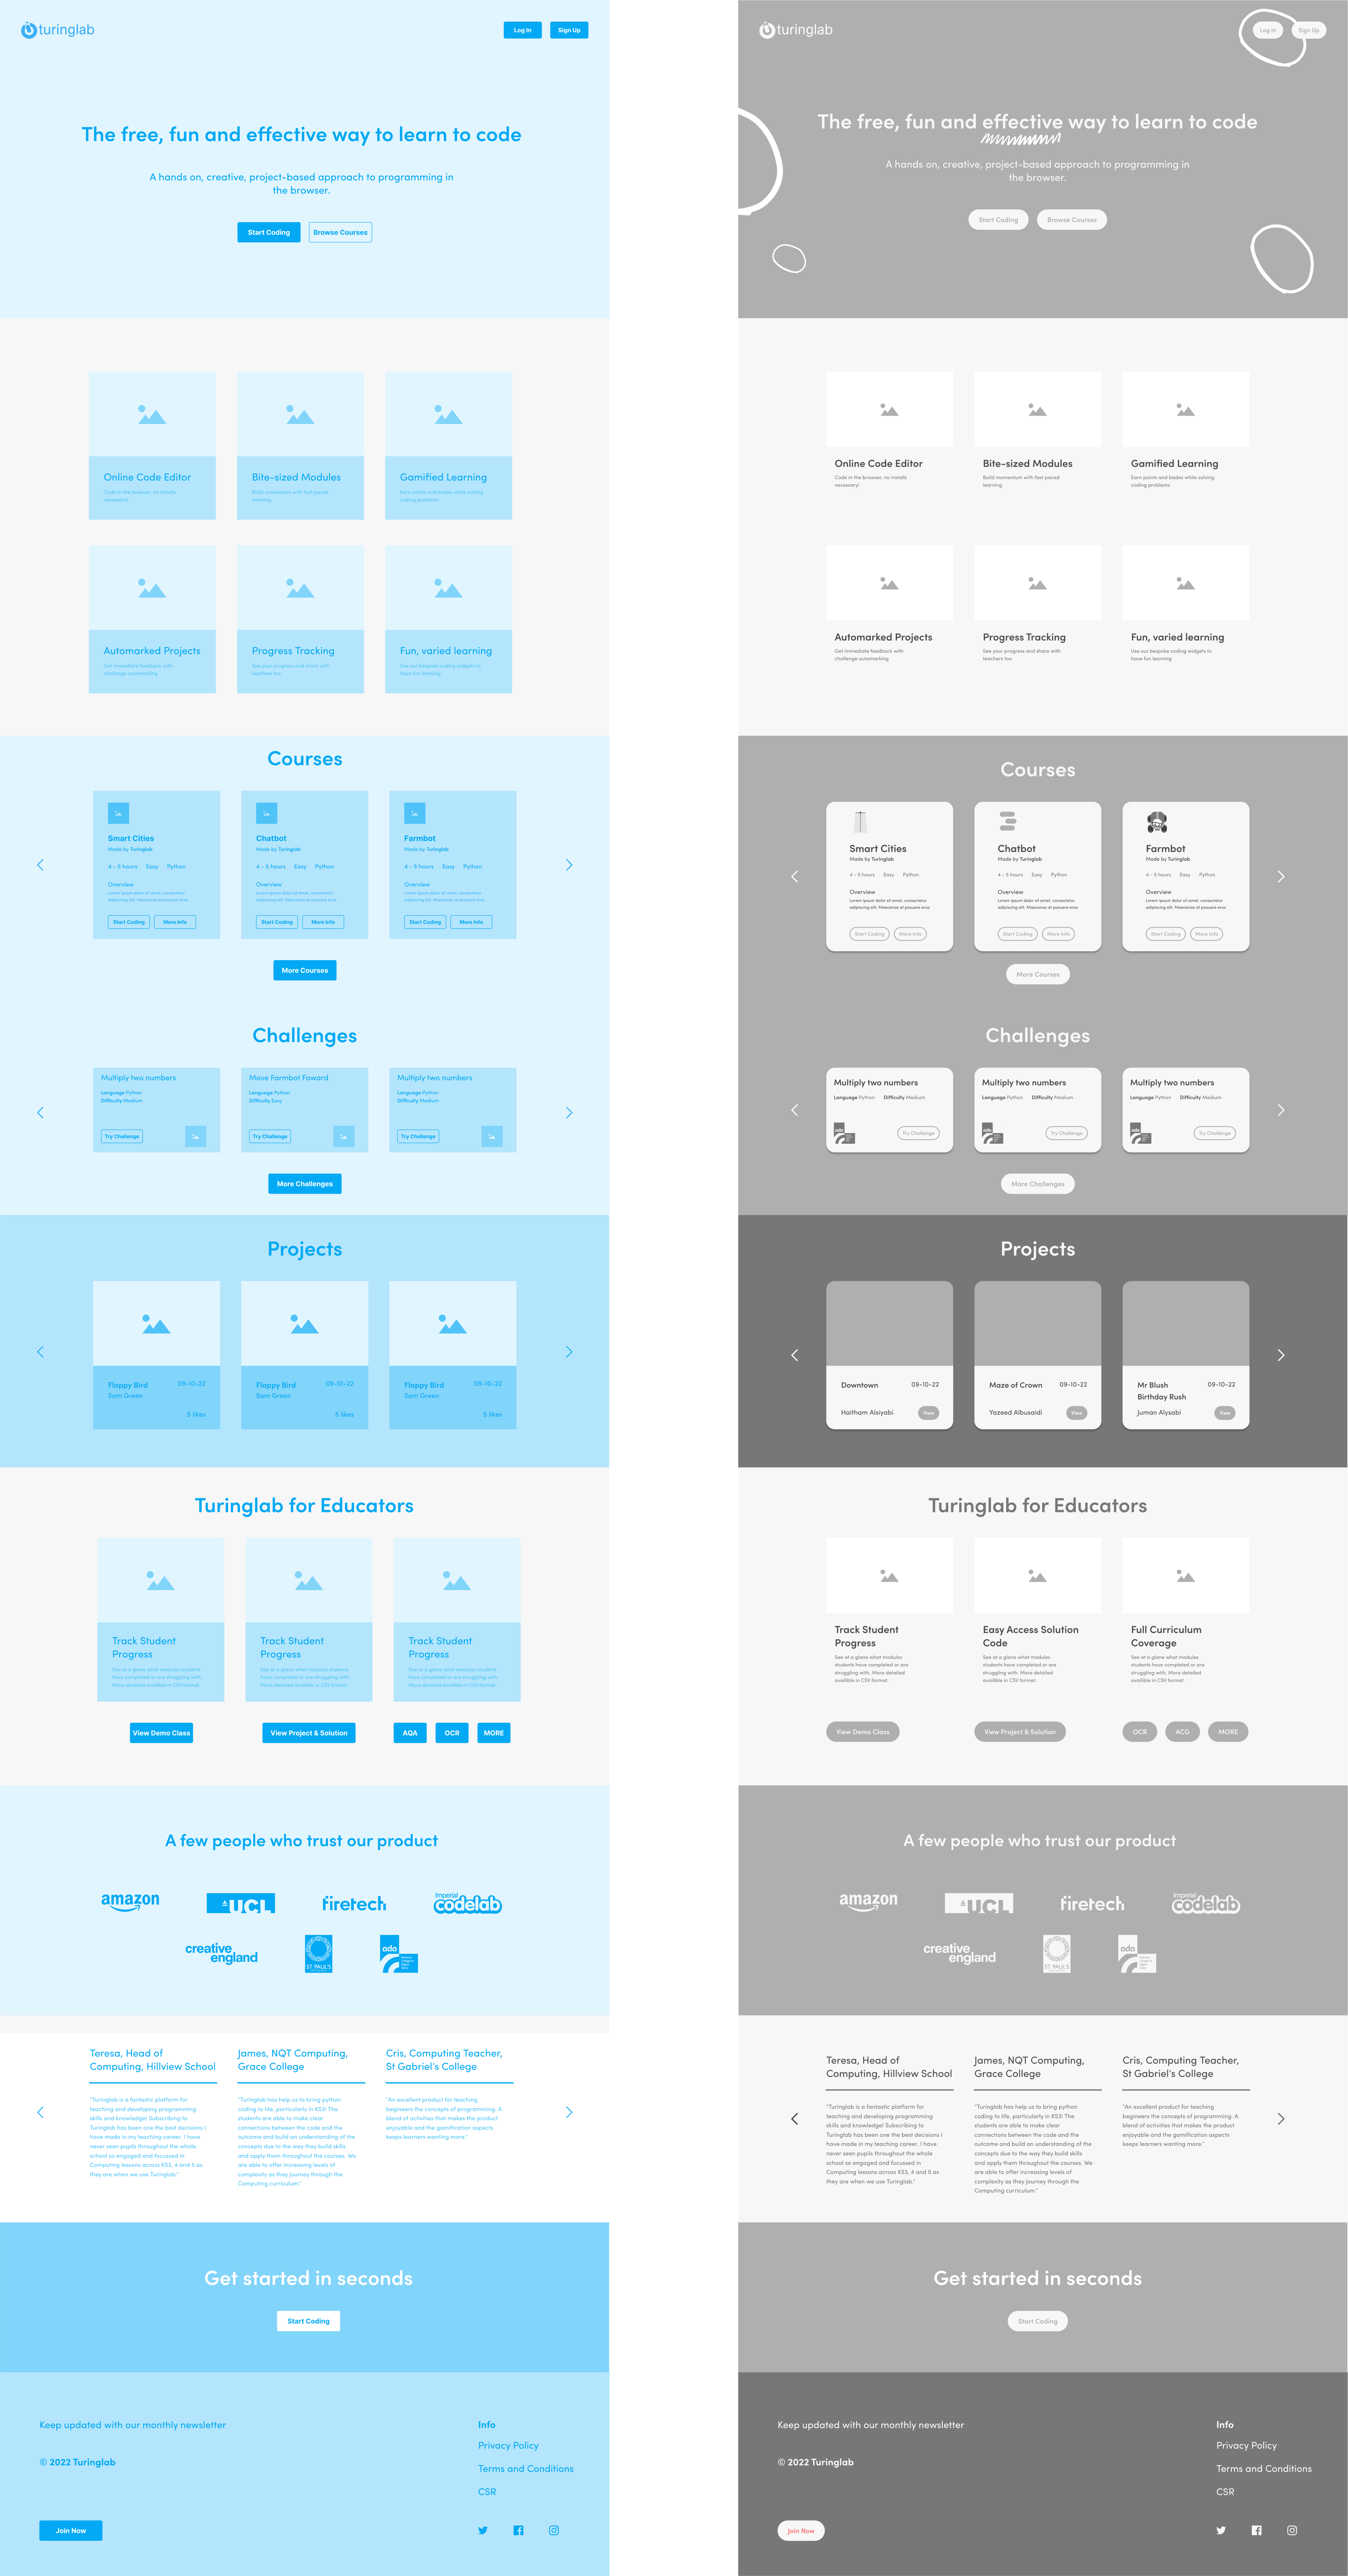 turinglab
Log In
Sign Up
The free, fun and effective way to learn to code
A hands on, creative, project-based approach to programming in
the browser.
Start Coding
Browse Courses
Online Code Editor
Code in the browser, no installs
necessary!
Bite-sized Modules
Build momentum with fast paced
learning
Gamified Learning
Earn points and bades while solving
coding problems
Automarked Projects
Get immediate feedback with
challenge automarking
Progress Tracking
See your progress and share with
teachers too
Fun, varied learning
Use our bespoke coding widgets to
have fun learning
Courses
Smart Cities
Made by Turinglab
4 - 5 hours Easy Python
Overview
Lorem ipsum dolor sit amet, consectetur
adipiscing elit. Maecenas at posuere eros
Start Coding
More Info
Chatbot
Made by Turinglab
4 - 5 hours Easy Python
Overview
Lorem ipsum dolor sit amet, consectetur
adipiscing elit. Maecenas at posuere eros
Start Coding
More Info
Farmbot
Made by Turinglab
4 - 5 hours Easy Python
Overview
Lorem ipsum dolor sit amet, consectetur
adipiscing elit. Maecenas at posuere eros
Start Coding
More Info
More Courses
Challenges
Multiply two numbers
Language Python
Difficulty Medium
Try Challenge
Move Farmbot Foward
Language Python
Difficulty Easy
Try Challenge
Multiply two numbers
Language Python
Difficulty Medium
Try Challenge
More Challenges
Projects
Flappy Bird 09-10-22
Sam Green
5 likes
Flappy Bird 09-10-22
Sam Green
5 likes
Flappy Bird 09-10-22
Sam Green
5 likes
Turinglab for Educators
Track Student
Progress
See at a glane what modules students
have completed or are struggling with.
More detailed availible in CSV format.
View Demo Class
Track Student
Progress
See at a glane what modules students
have completed or are struggling with.
More detailed availible in CSV format.
View Project & Solution
Track Student
Progress
See at a glane what modules students
have completed or are struggling with.
More detailed availible in CSV format.
AQA
OCR
MORE
A few people who trust our product
amazon
UCL
firetech
Imperial
codelab
creative
england
ST PAUL'S
ada
Teresa, Head of
Computing, Hillview School
"Turinglab is a fantastic platform for
teaching and developing programming
skills and knowledge! Subscribing to
Turinglab has been one the best decisions I
have made in my teaching career. I have
never seen pupils throughout the whole
school so engaged and focussed in
Computing lessons across KS3, 4 and 5 as
they are when we use Turinglab."
James, NQT Computing,
Grace College
"Turinglab has help us to bring python
coding to life, particularly in KS3! The
students are able to make clear
connections between the code and the
outcome and build an understanding of the
concepts due to the way they build skills
and apply them throughout the courses. We
are able to offer increasing levels of
complexity as they journey through the
Computing curriculum."
Cris, Computing Teacher,
St Gabriel's College
"An excellent product for teaching
begineers the concepts of programming. A
blend of activities that makes the product
enjoyable and the gamification aspects
keeps learners wanting more."
Get started in seconds
Start Coding
Keep updated with our monthly newsletter
© 2022 Turinglab
Join Now
Info
Privacy Policy
Terms and Conditions
CSR
turinglab
Log In
Sign Up
The free, fun and effective way to learn to code
A hands on, creative, project-based approach to programming in
the browser.
Start Coding
Browse Courses
Online Code Editor
Code in the browser, no installs
necessary!
Bite-sized Modules
Build momentum with fast paced
learning
Gamified Learning
Earn points and bades while solving
coding problems
Automarked Projects
Get immediate feedback with
challenge automarking
Progress Tracking
See your progress and share with
teachers too
Fun, varied learning
Use our bespoke coding widgets to
have fun learning
Courses
Smart Cities
Made by Turinglab
4 - 5 hours Easy Python
Overview
Lorem ipsum dolor sit amet, consectetur
adipiscing elit. Maecenas at posuere eros
Start Coding
More Info
Chatbot
Made by Turinglab
4 - 5 hours Easy Python
Overview
Lorem ipsum dolor sit amet, consectetur
adipiscing elit. Maecenas at posuere eros
Start Coding
More Info
Farmbot
Made by Turinglab
4 - 5 hours Easy Python
Overview
Lorem ipsum dolor sit amet, consectetur
adipiscing elit. Maecenas at posuere eros
Start Coding
More Info
More Courses
Challenges
Multiply two numbers
Language Python Difficulty Medium
ada
Try Challenge
Multiply two numbers
Language Python Difficulty Medium
ada
Try Challenge
Multiply two numbers
Language Python Difficulty Medium
ada
Try Challenge
More Challenges
Projects
Downtown 09-10-22
Haitham Alsiyabi
View
Maze of Crown 09-10-22
Yazeed Albusaidi
View
Mr Blush 09-10-22
Birthday Rush
Juman Alysabi
View
Turinglab for Educators
Track Student
Progress
See at a glane what modules
students have completed or are
struggling with. More detailed
availible in CSV format.
View Demo Class
Easy Access Solution
Code
See at a glane what modules
students have completed or are
struggling with. More detailed
availible in CSV format.
View Project & Solution
Full Curriculum
Coverage
See at a glane what modules
students have completed or are
struggling with. More detailed
availible in CSV format.
OCR
ACG
MORE
A few people who trust our product
amazon
UCL
firetech
Imperial
codelab
creative
england
ST PAUL'S
ada
Teresa, Head of
Computing, Hillview School
"Turinglab is a fantastic platform for
teaching and developing programming
skills and knowledge! Subscribing to
Turinglab has been one the best decisions I
have made in my teaching career. I have
never seen pupils throughout the whole
school so engaged and focussed in
Computing lessons across KS3, 4 and 5 as
they are when we use Turinglab."
James, NQT Computing,
Grace College
"Turinglab has help us to bring python
coding to life, particularly in KS3! The
students are able to make clear
connections between the code and the
outcome and build an understanding of the
concepts due to the way they build skills
and apply them throughout the courses. We
are able to offer increasing levels of
complexity as they journey through the
Computing curriculum."
Cris, Computing Teacher,
St Gabriel's College
"An excellent product for teaching
begineers the concepts of programming. A
blend of activities that makes the product
enjoyable and the gamification aspects
keeps learners wanting more."
Get started in seconds
Start Coding
Keep updated with our monthly newsletter
© 2022 Turinglab
Join Now
Info
Privacy Policy
Terms and Conditions
CSR